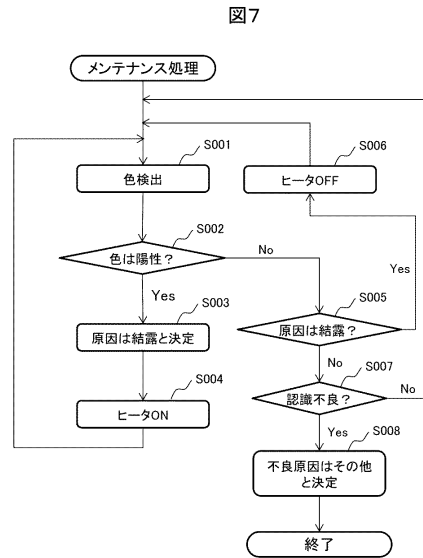 図7
メンテナンス処理
S001
色検出
S006
ヒータOFF
S002
色は陽性？
No
Yes
Yes
S003
原因は結露と決定
S005
原因は結露？
No
S004
ヒータON
S007
認識不良？
No
Yes
S008
不良原因はその他
と決定
終了